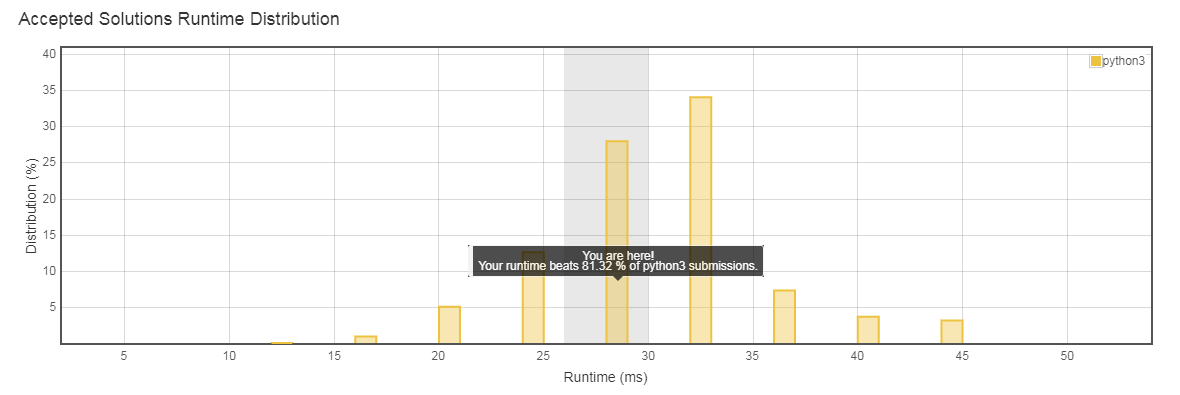 Accepted Solutions Runtime Distribution
40
35
30
25
20
15
10
5
Distribution (%)
python3
You are here!
Your runtime beats 81.32 % of python3 submissions.
5 10 15 20 25 30 35 40 45 50
Runtime (ms)